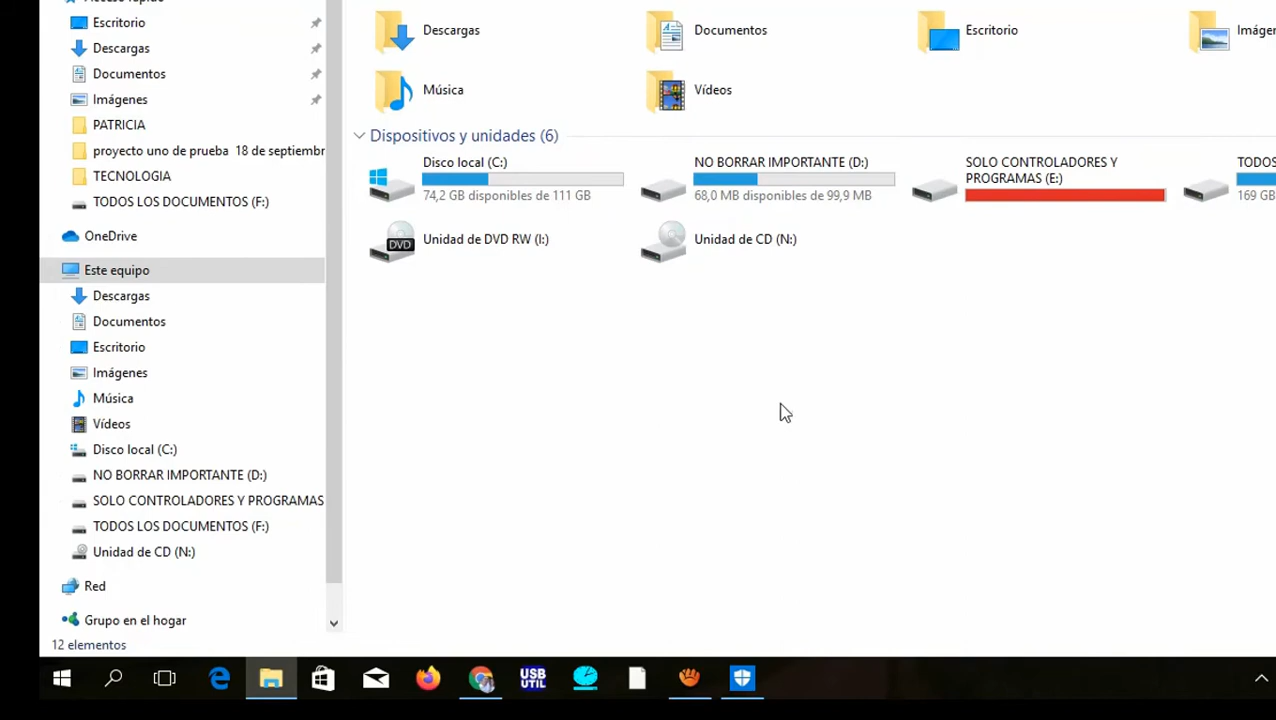 Acceso rápido
Escritorio
Descargas
Documentos
Imágenes
PATRICIA
proyecto uno de prueba 18 de septiembr
TECNOLOGIA
TODOS LOS DOCUMENTOS (F:)
OneDrive
Este equipo
Descargas
Documentos
Escritorio
Imágenes
Música
Vídeos
Disco local (C:)
NO BORRAR IMPORTANTE (D:)
SOLO CONTROLADORES Y PROGRAMAS
TODOS LOS DOCUMENTOS (F:)
Unidad de CD (N:)
Red
Grupo en el hogar
12 elementos
Descargas
Documentos
Escritorio
Imágene
Música
Vídeos
Dispositivos y unidades (6)
Disco local (C:)
74,2 GB disponibles de 111 GB
NO BORRAR IMPORTANTE (D:)
68,0 MB disponibles de 99,9 MB
SOLO CONTROLADORES Y
PROGRAMAS (E:)
TODOS
169 GB
DVD
Unidad de DVD RW (I:)
Unidad de CD (N:)
USB
UTIL